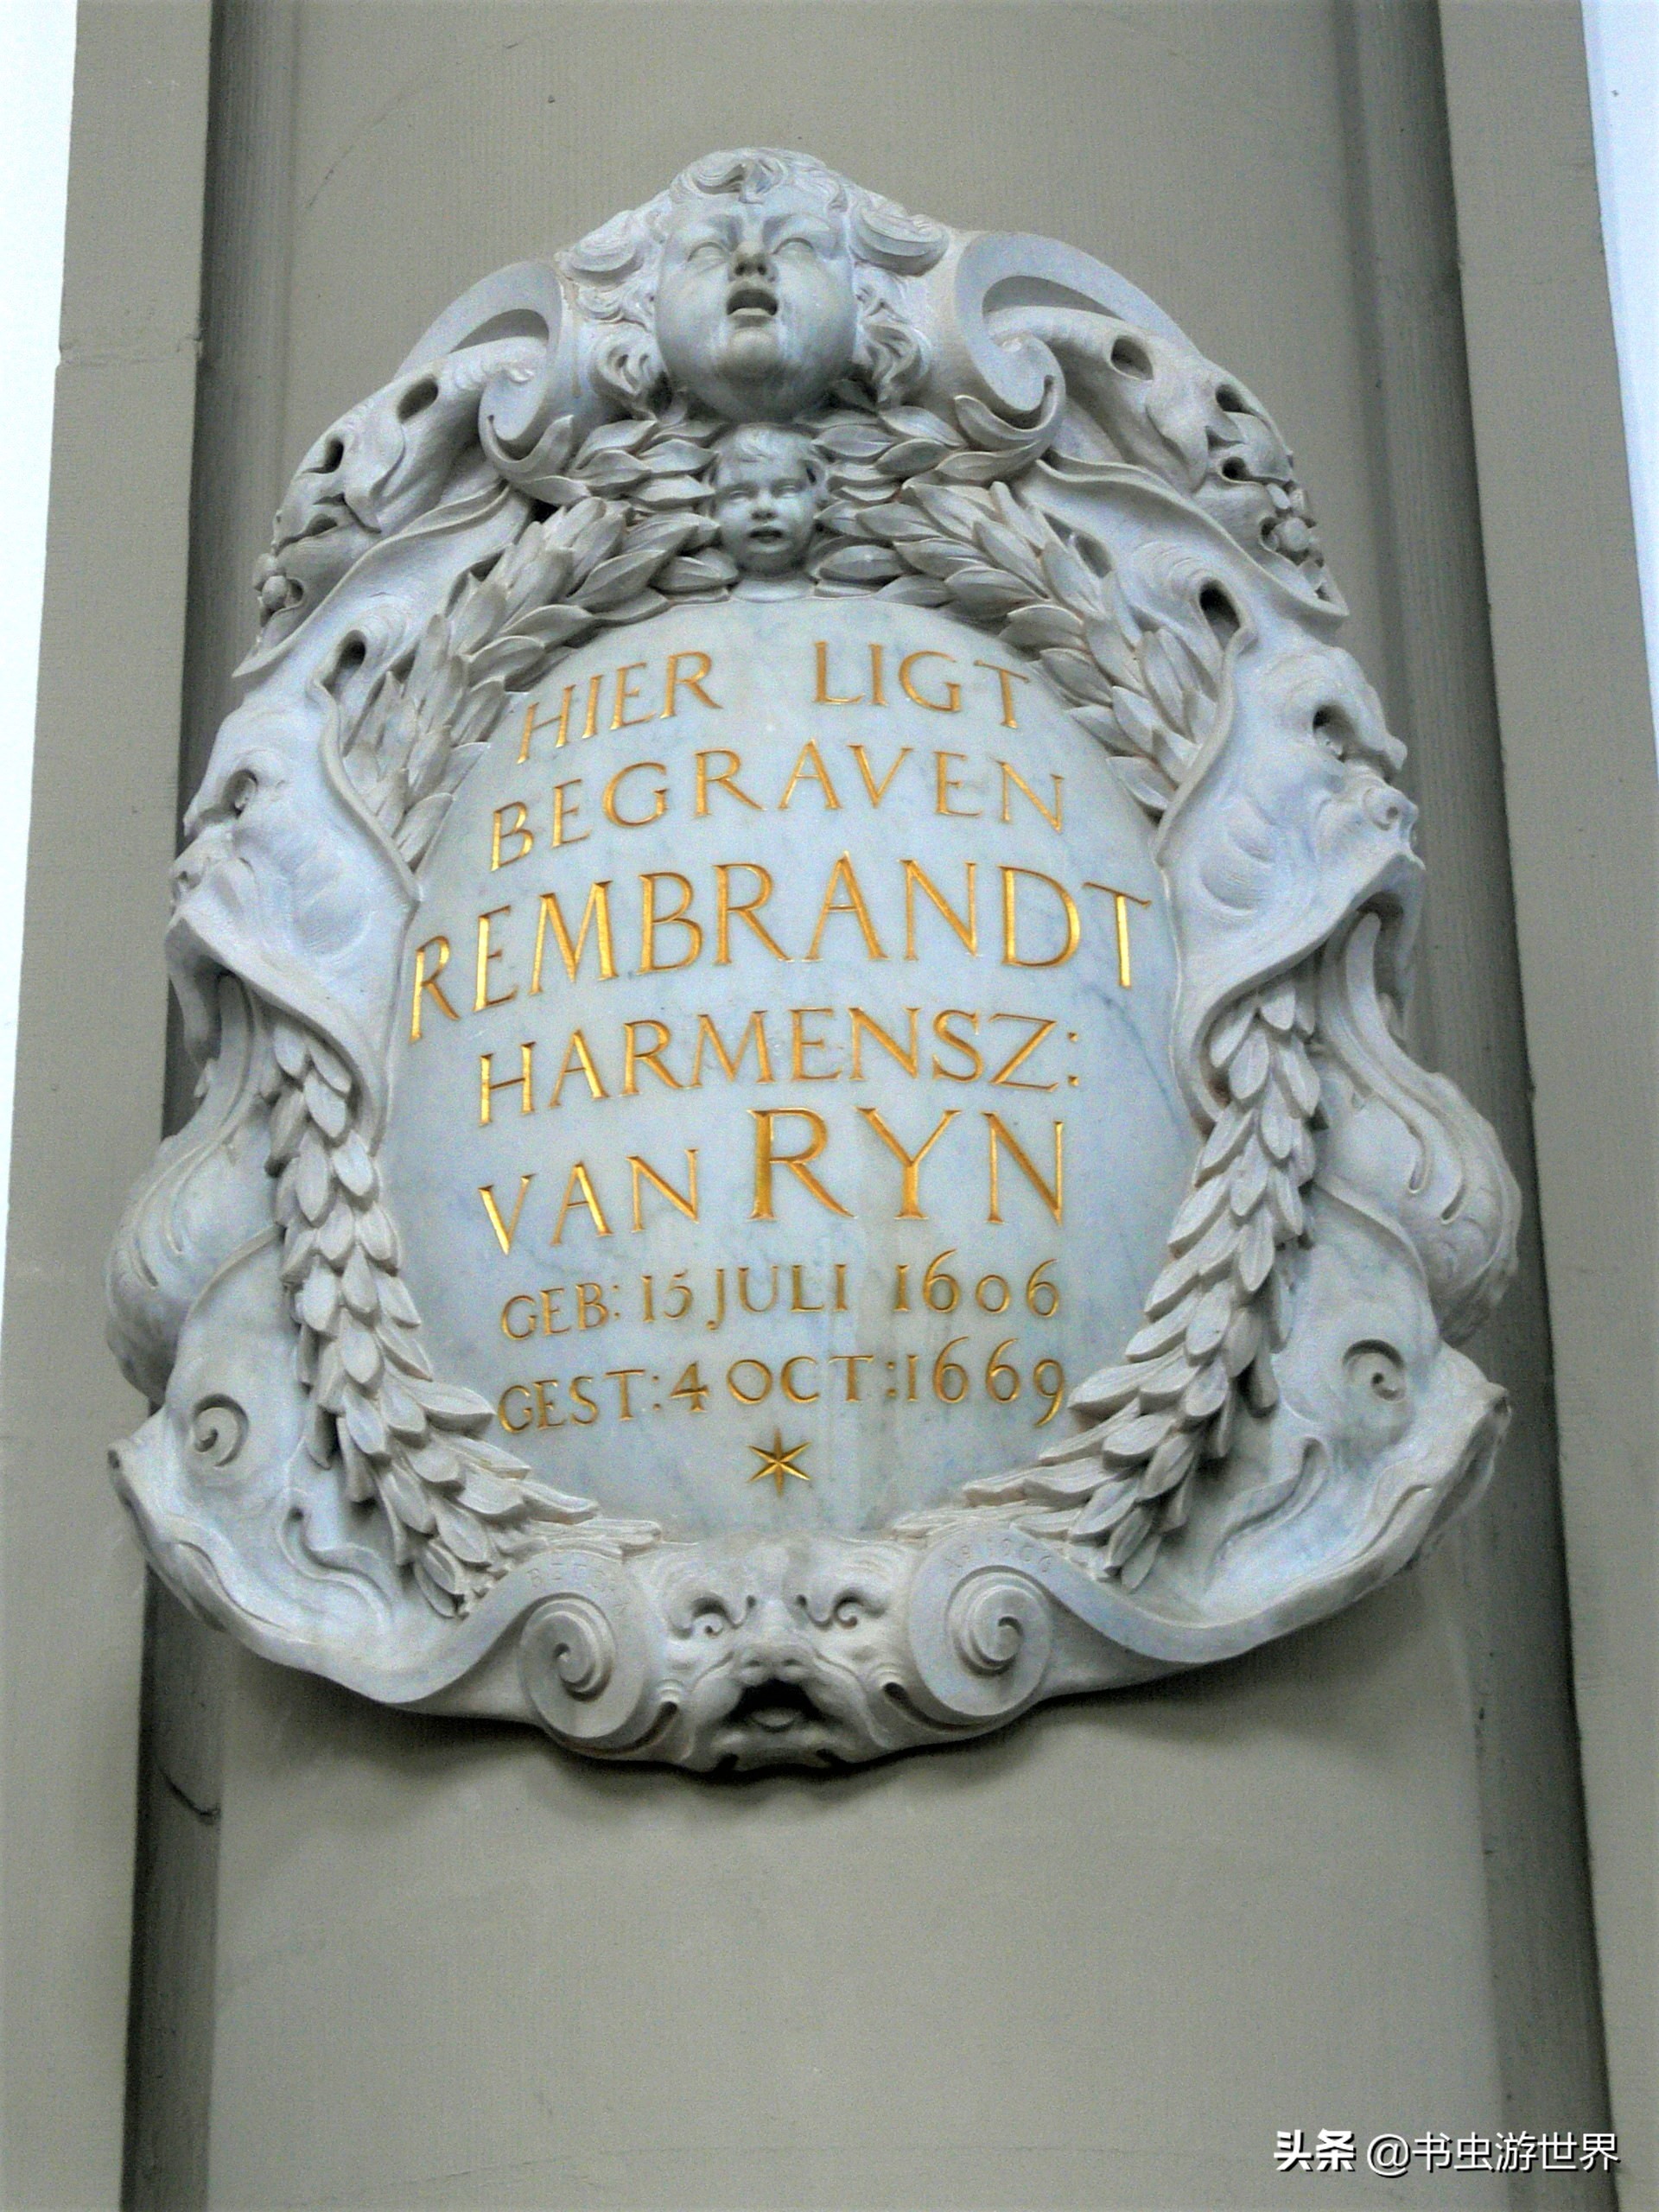 HIER LIGT
BEGRAVEN
REMBRANDT
HARMENSZ:
VAN RYN
GEB: 15 JULI 1606
GEST: 4 OCT: 1669
头条 @书虫游世界